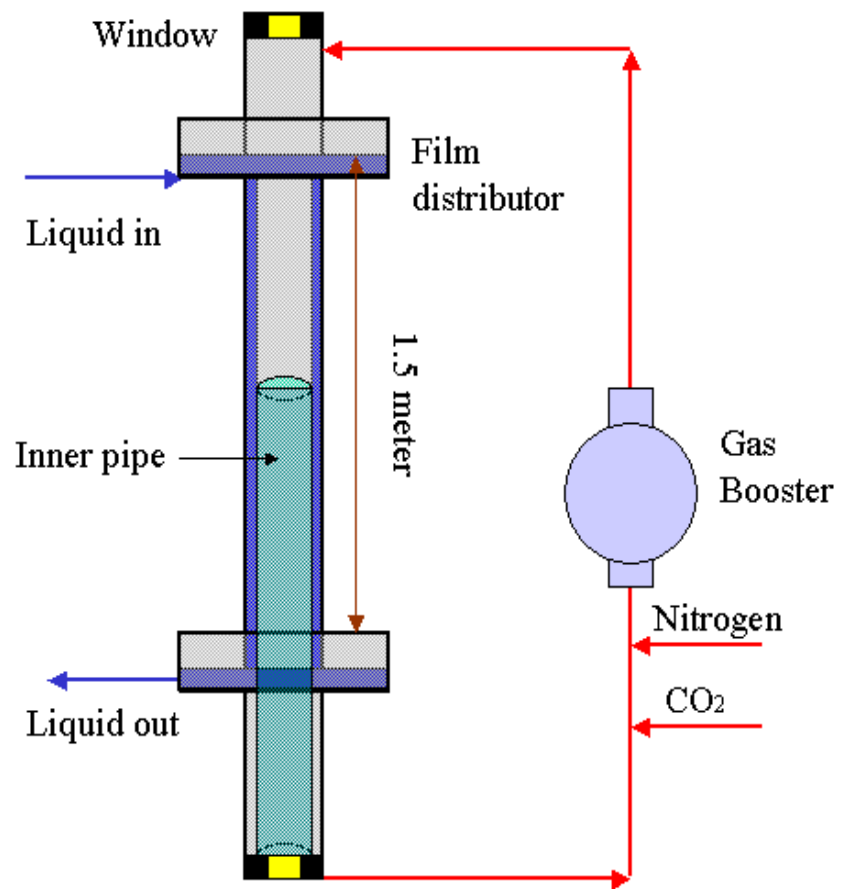 Window
Film
distributor
Liquid in
1.5 meter
Inner pipe
Gas
Booster
Nitrogen
CO₂
Liquid out